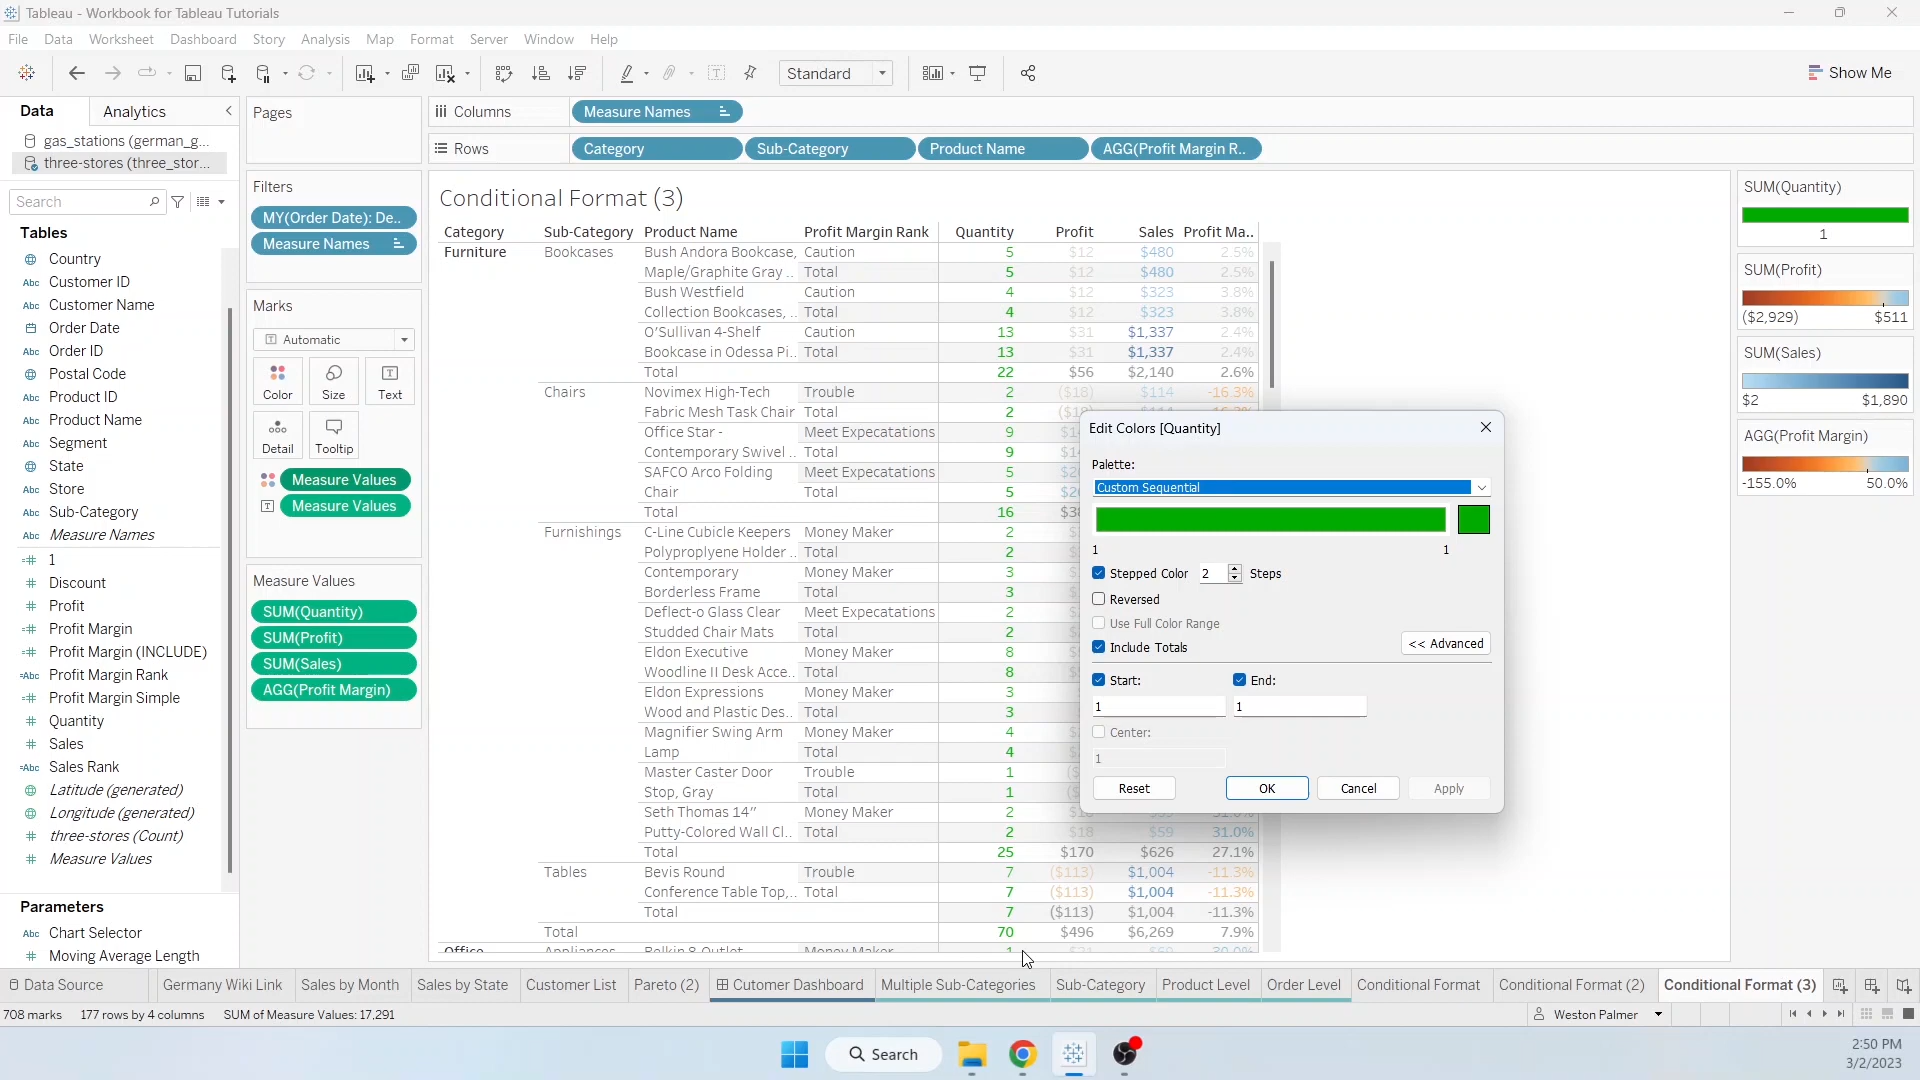 Tableau - Workbook for Tableau Tutorials
File Data Worksheet Dashboard Story Analysis Map Format Server Window Help
Standard
Show Me
Data Analytics
gas_stations (german_g...
three-stores (three_stor...
Search
Tables
Country
Abc Customer ID
Abc Customer Name
Order Date
Abc Order ID
Postal Code
Abc Product ID
Abc Product Name
Abc Segment
State
Abc Store
Abc Sub-Category
Abc Measure Names
=# 1
# Discount
# Profit
=# Profit Margin
=# Profit Margin (INCLUDE)
=Abc Profit Margin Rank
=# Profit Margin Simple
# Quantity
# Sales
=Abc Sales Rank
Latitude (generated)
Longitude (generated)
# three-stores (Count)
# Measure Values
Parameters
Abc Chart Selector
# Moving Average Length
Pages
Filters
MY(Order Date): De..
Measure Names
Marks
Automatic
Color Size Text
Detail Tooltip
Measure Values
Measure Values
Measure Values
SUM(Quantity)
SUM(Profit)
SUM(Sales)
AGG(Profit Margin)
Columns Measure Names
Rows Category Sub-Category Product Name AGG(Profit Margin R..
Conditional Format (3)
Category Sub-Category Product Name Profit Margin Rank Quantity Profit Sales Profit Ma..
Furniture Bookcases Bush Andora Bookcase, Caution 5 $12 $480 2.5%
Maple/Graphite Gray .. Total 5 $12 $480 2.5%
Bush Westfield Caution 4 $12 $323 3.8%
Collection Bookcases, .. Total 4 $12 $323 3.8%
O'Sullivan 4-Shelf Caution 13 $31 $1,337 2.4%
Bookcase in Odessa Pi.. Total 13 $31 $1,337 2.4%
Total 22 $56 $2,140 2.6%
Chairs Novimex High-Tech Trouble 2 ($18) $114 -16.3%
Fabric Mesh Task Chair Total 2
Office Star - Meet Expecatations 9
Contemporary Swivel .. Total 9
SAFCO Arco Folding Meet Expecatations 5
Chair Total 5
Total 16
Furnishings C-Line Cubicle Keepers Money Maker 2
Polyproplyene Holder .. Total 2
Contemporary Money Maker 3
Borderless Frame Total 3
Deflect-o Glass Clear Meet Expecatations 2
Studded Chair Mats Total 2
Eldon Executive Money Maker 8
Woodline II Desk Acce.. Total 8
Eldon Expressions Money Maker 3
Wood and Plastic Des.. Total 3
Magnifier Swing Arm Money Maker 4
Lamp Total 4
Master Caster Door Trouble 1
Stop, Gray Total 1
Seth Thomas 14" Money Maker 2
Putty-Colored Wall Cl.. Total 2 $18 $59 31.0%
Total 25 $170 $626 27.1%
Tables Bevis Round Trouble 7 ($113) $1,004 -11.3%
Conference Table Top,.. Total 7 ($113) $1,004 -11.3%
Total 7 ($113) $1,004 -11.3%
Total 70 $496 $6,269 7.9%
Office Appliances Belkin 8 Outlet Money Maker
Edit Colors [Quantity]
Palette:
Custom Sequential
1 1
Stepped Color 2 Steps
Reversed
Use Full Color Range
Include Totals << Advanced
Start: End:
1 1
Center:
1
Reset OK Cancel Apply
SUM(Quantity)
1
SUM(Profit)
($2,929) $511
SUM(Sales)
$2 $1,890
AGG(Profit Margin)
-155.0% 50.0%
Data Source Germany Wiki Link Sales by Month Sales by State Customer List Pareto (2) Cutomer Dashboard Multiple Sub-Categories Sub-Category Product Level Order Level Conditional Format Conditional Format (2) Conditional Format (3)
708 marks 177 rows by 4 columns SUM of Measure Values: 17,291 Weston Palmer
Search
2:50 PM
3/2/2023